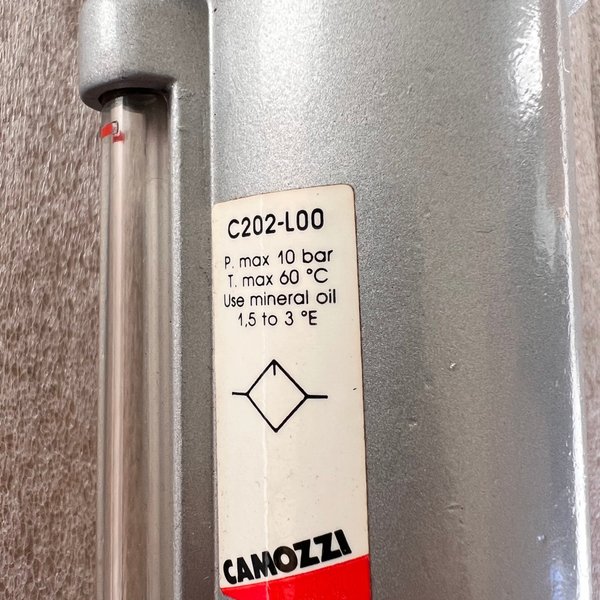 C202-L00
P. max 10 bar
T. max 60 °C
Use mineral oil
1,5 to 3 °E
CAMOZZI